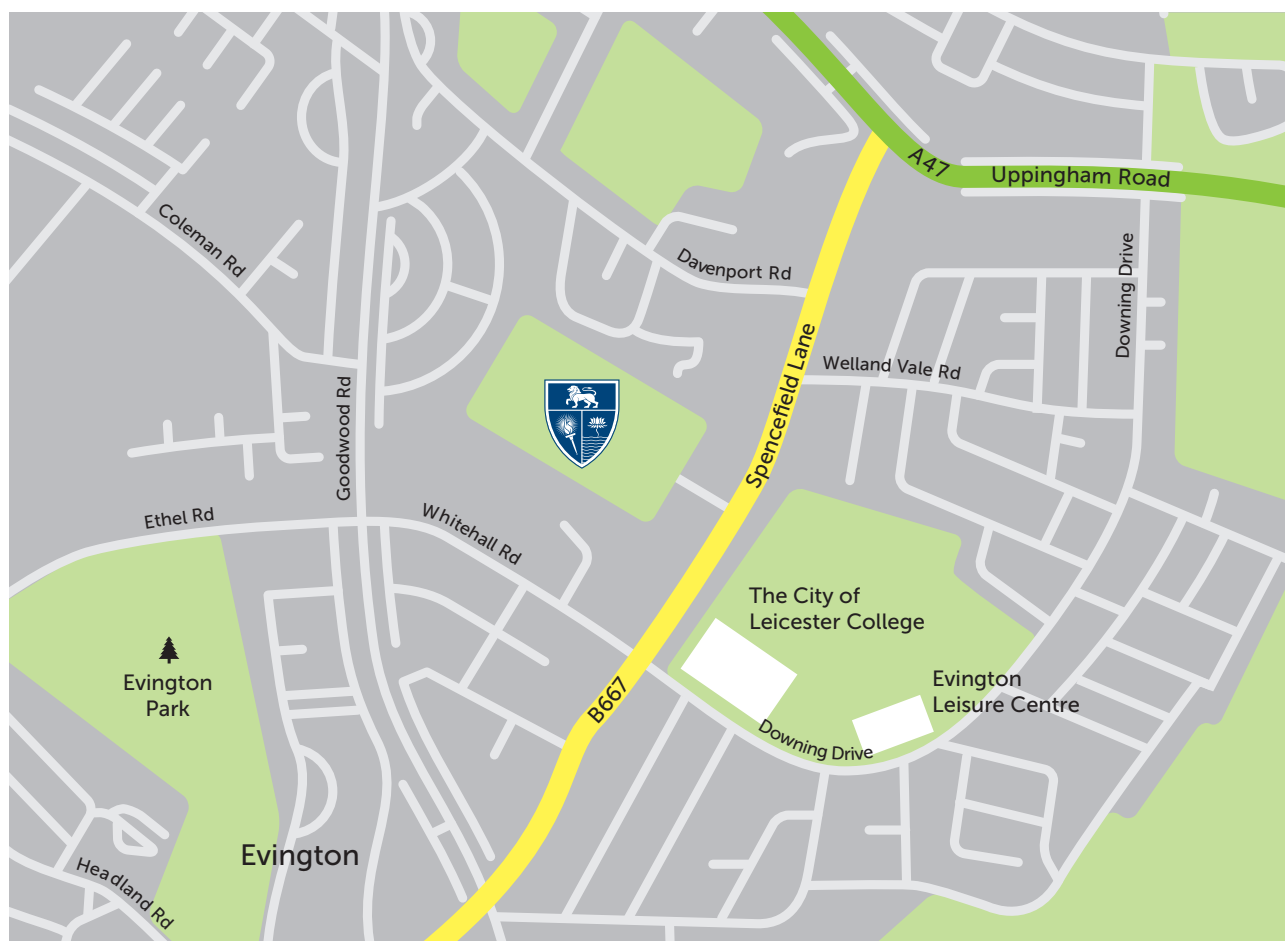 A47
Uppingham Road
Coleman Rd
Davenport Rd
Downing Drive
Spencefield Lane
Welland Vale Rd
Goodwood Rd
Ethel Rd
Whitehall Rd
The City of
Leicester College
Evington
Park
Evington
Leisure Centre
B667
Downing Drive
Evington
Headland Rd